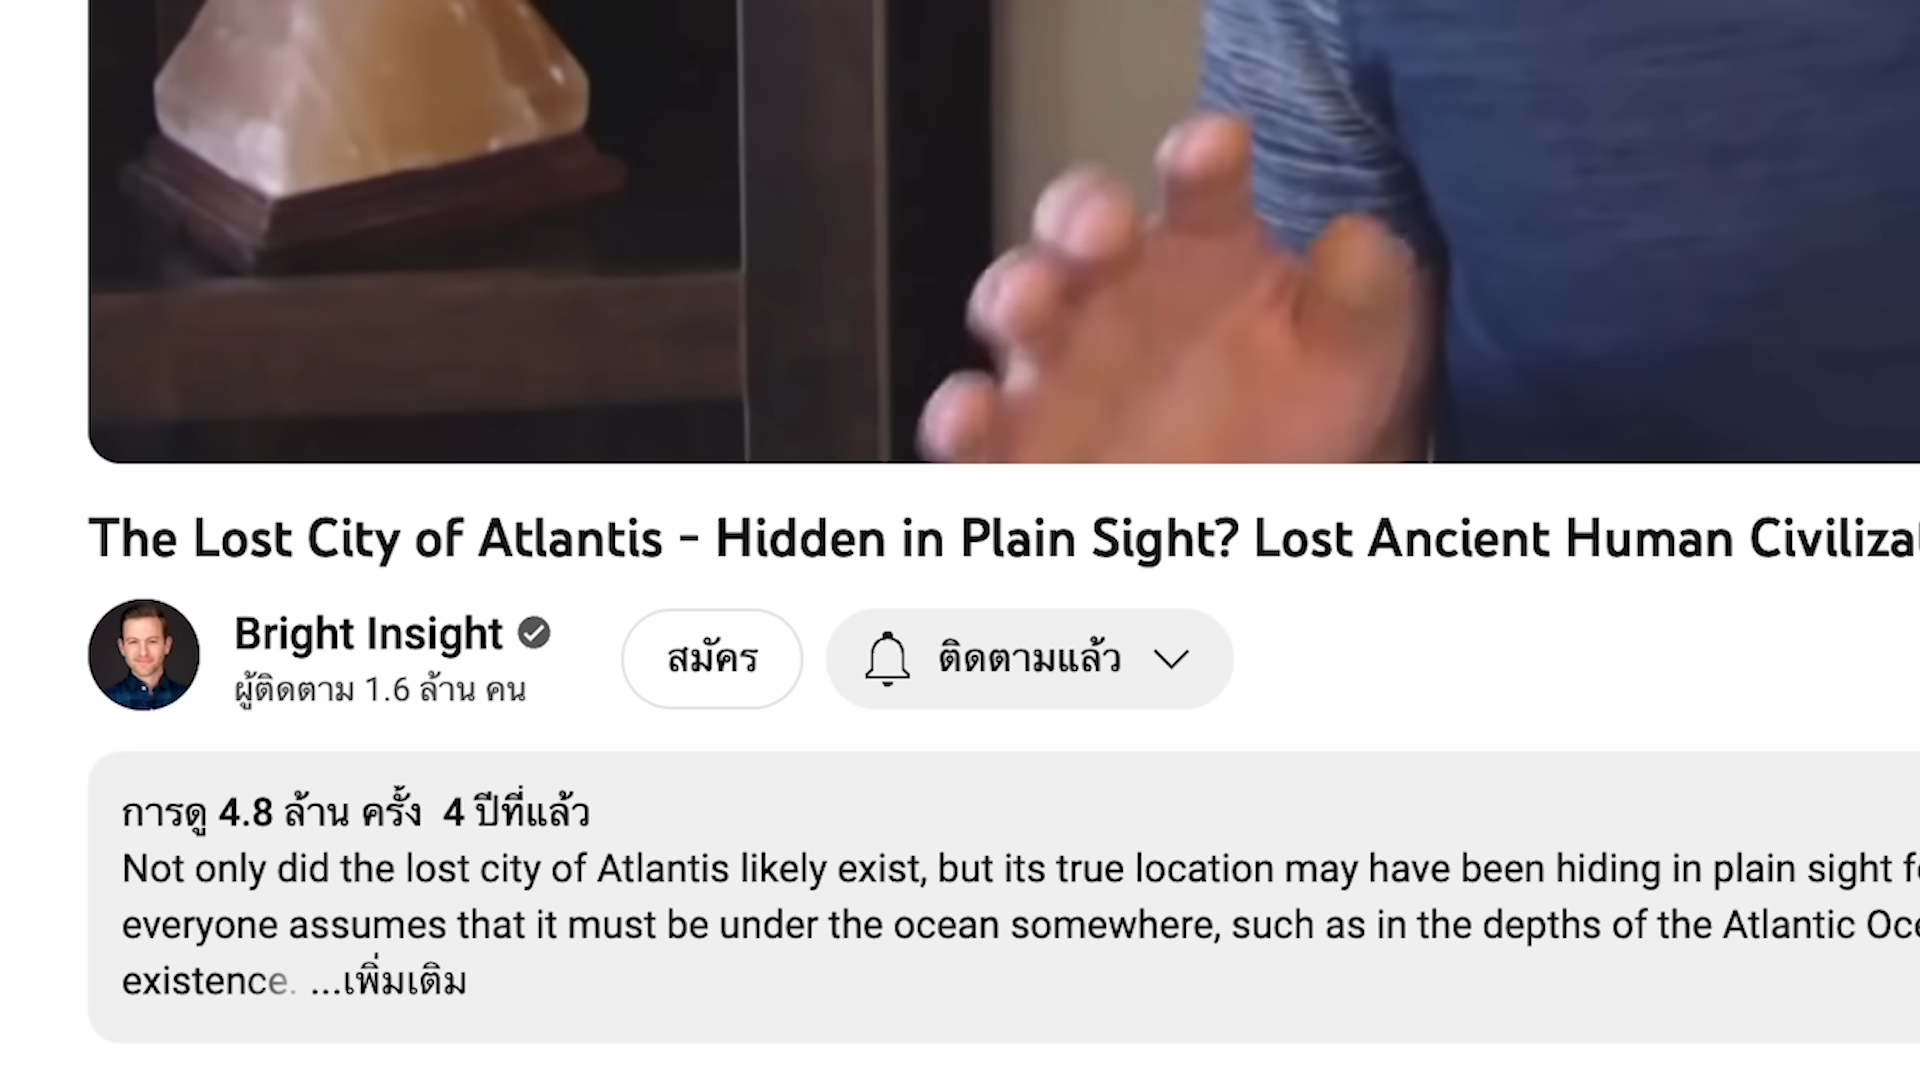 The Lost City of Atlantis - Hidden in Plain Sight? Lost Ancient Human
Bright Insight
ผู้ติดตาม 1.6 ล้าน คน
สมัคร
ติดตามแล้ว
การดู 4.8 ล้าน ครั้ง 4 ปีที่แล้ว
Not only did the lost city of Atlantis likely exist, but its true location may have been hiding in plain sight
everyone assumes that it must be under the ocean somewhere, such as in the depths of the Atlantic
existence. ...เพิ่มเติม